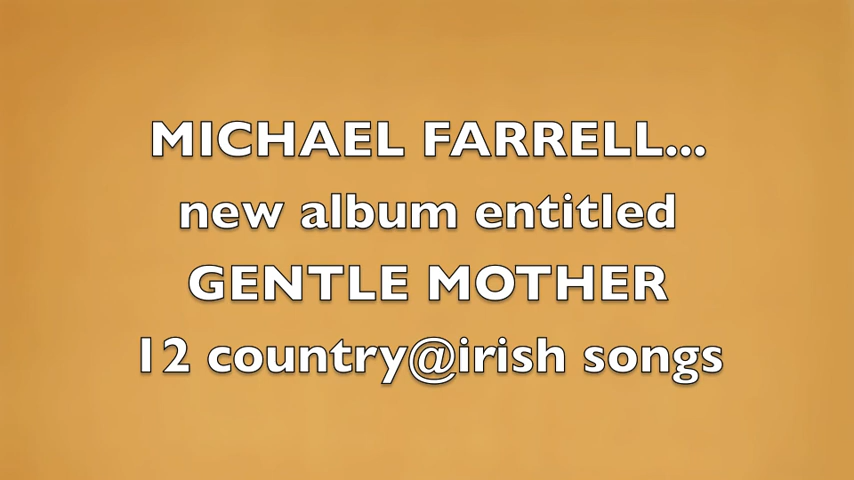 MICHAEL FARRELL...
new album entitled
GENTLE MOTHER
12 country@irish songs